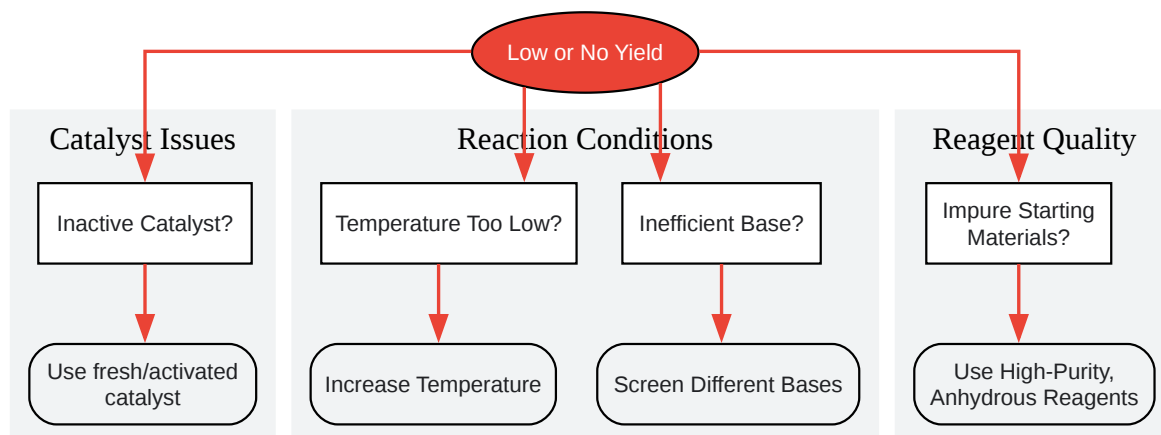 Low or No Yield
Catalyst Issues
Reaction Conditions
Reagent Quality
Inactive Catalyst?
Temperature Too Low?
Inefficient Base?
Impure Starting
Materials?
Use fresh/activated
catalyst
Increase Temperature
Screen Different Bases
Use High-Purity,
Anhydrous Reagents